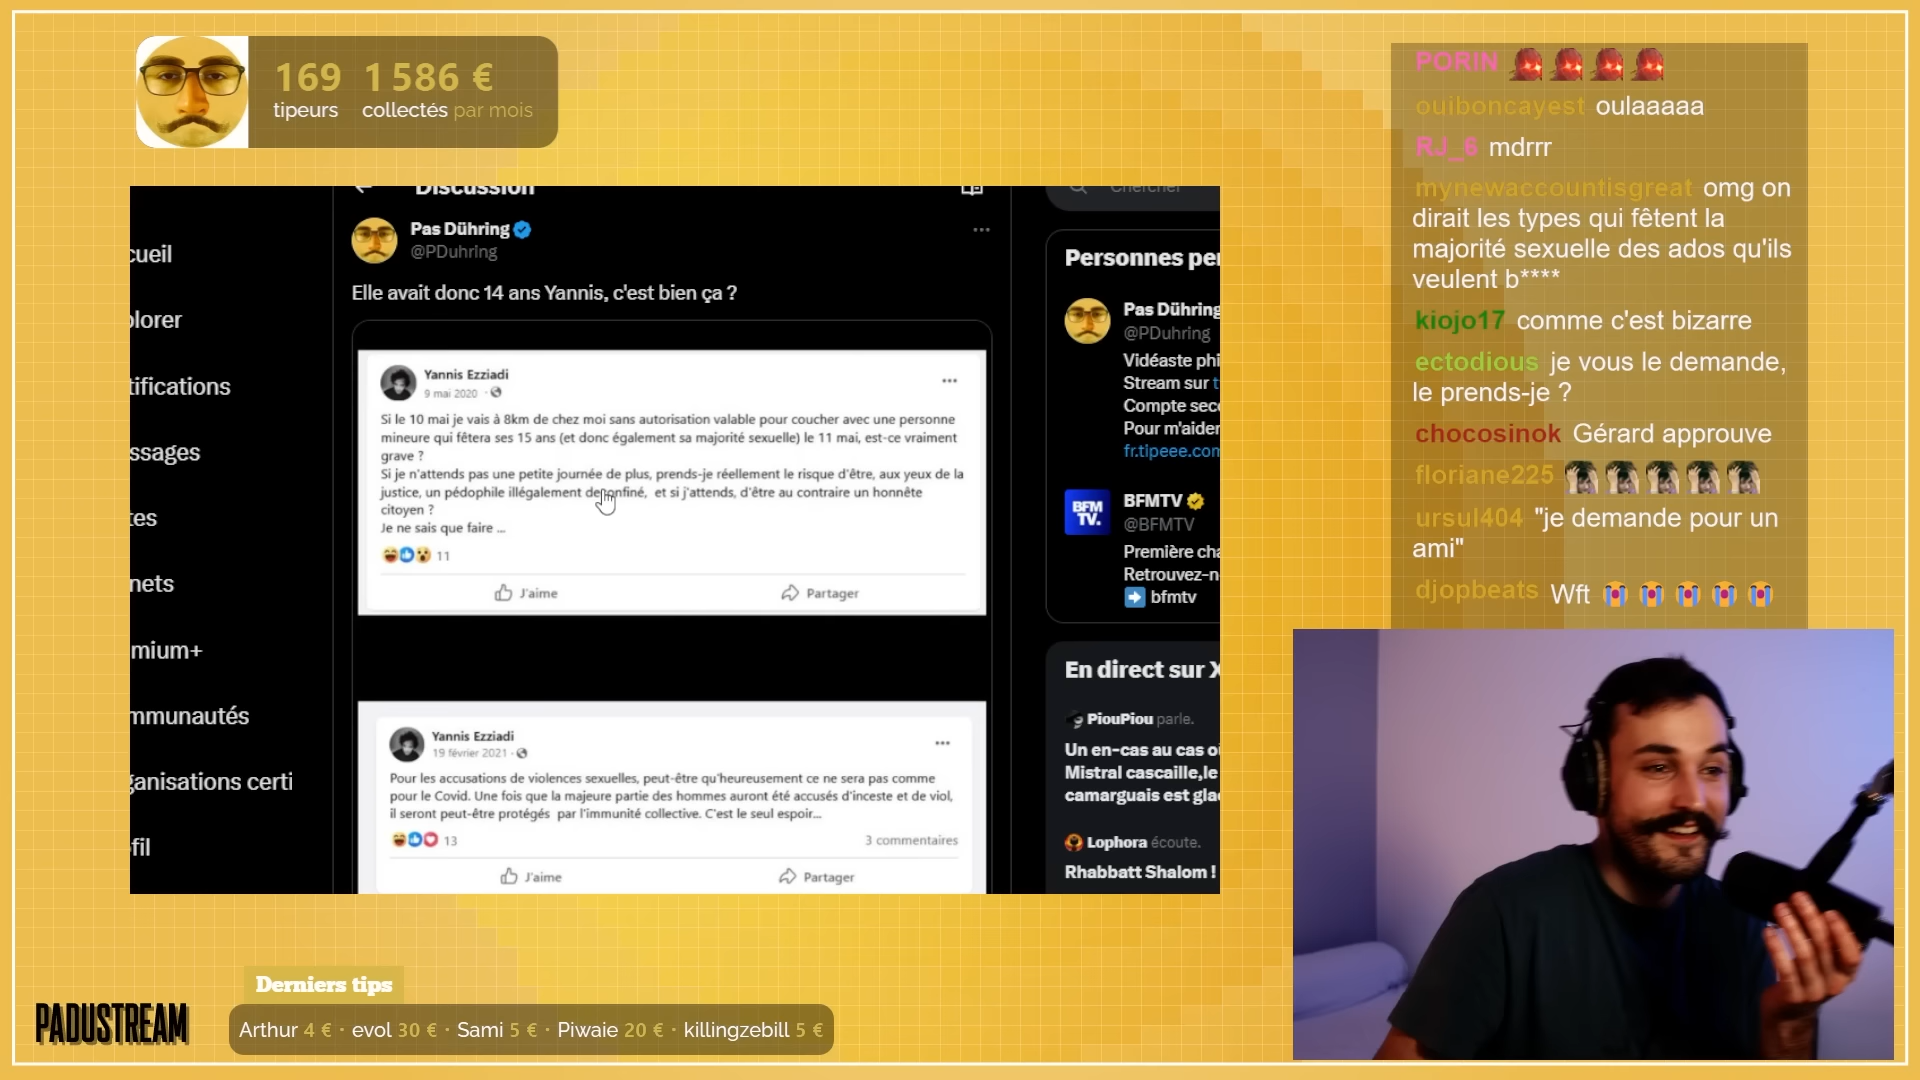 169 1 586 €
tipeurs collectés par mois
Discussion
Chercher
Pas Dühring
@PDuhring
Elle avait donc 14 ans Yannis, c'est bien ça ?
Yannis Ezziadi
9 mai 2020
Si le 10 mai je vais à 8km de chez moi sans autorisation valable pour coucher avec une personne
mineure qui fêtera ses 15 ans (et donc également sa majorité sexuelle) le 11 mai, est-ce vraiment
grave ?
Si je n'attends pas une petite journée de plus, prends-je réellement le risque d'être, aux yeux de la
justice, un pédophile illégalement deconfiné, et si j'attends, d'être au contraire un honnête
citoyen ?
Je ne sais que faire ...
11
J'aime Partager
Yannis Ezziadi
19 février 2021
Pour les accusations de violences sexuelles, peut-être qu'heureusement ce ne sera pas comme
pour le Covid. Une fois que la majeure partie des hommes auront été accusés d'inceste et de viol,
il seront peut-être protégés par l'immunité collective. C'est le seul espoir...
13 3 commentaires
J'aime Partager
cueil
plorer
tifications
ssages
tes
nets
mium+
mmunautés
ganisations certi
fil
Personnes per
Pas Dühring
@PDuhring
Vidéaste phi
Stream sur t
Compte seco
Pour m'aider
fr.tipeee.com
BFM
TV.
BFMTV
@BFMTV
Première cha
Retrouvez-n
bfmtv
En direct sur X
PiouPiou parle.
Un en-cas au cas où
Mistral cascaille,le
camarguais est glac
Lophora écoute.
Rhabbatt Shalom !
PORIN
ouiboncayest oulaaaaa
RJ_6 mdrrr
mynewaccountisgreat omg on
dirait les types qui fêtent la
majorité sexuelle des ados qu'ils
veulent b****
kiojo17 comme c'est bizarre
ectodious je vous le demande,
le prends-je ?
chocosinok Gérard approuve
floriane225
ursul404 "je demande pour un
ami"
djopbeats Wft
Derniers tips
PADUSTREAM
Arthur 4 € · evol 30 € · Sami 5 € · Piwaie 20 € · killingzebill 5 €